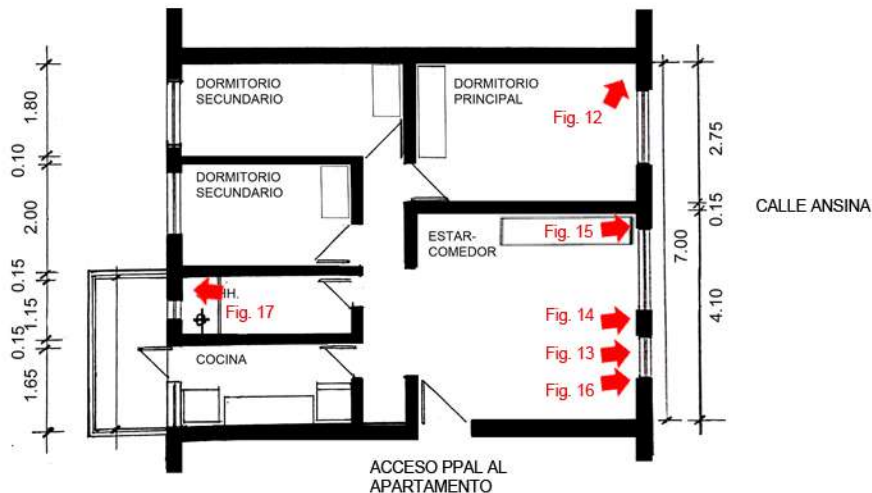 DORMITORIO
SECUNDARIO
DORMITORIO
PRINCIPAL
Fig. 12
1.80
0.10
2.75
DORMITORIO
SECUNDARIO
2.00
0.15
CALLE ANSINA
ESTAR-
COMEDOR
Fig. 15
7.00
0.15
IH.
Fig. 17
1.15
Fig. 14
4.10
0.15
COCINA
Fig. 13
1.65
Fig. 16
ACCESO PPAL AL
APARTAMENTO